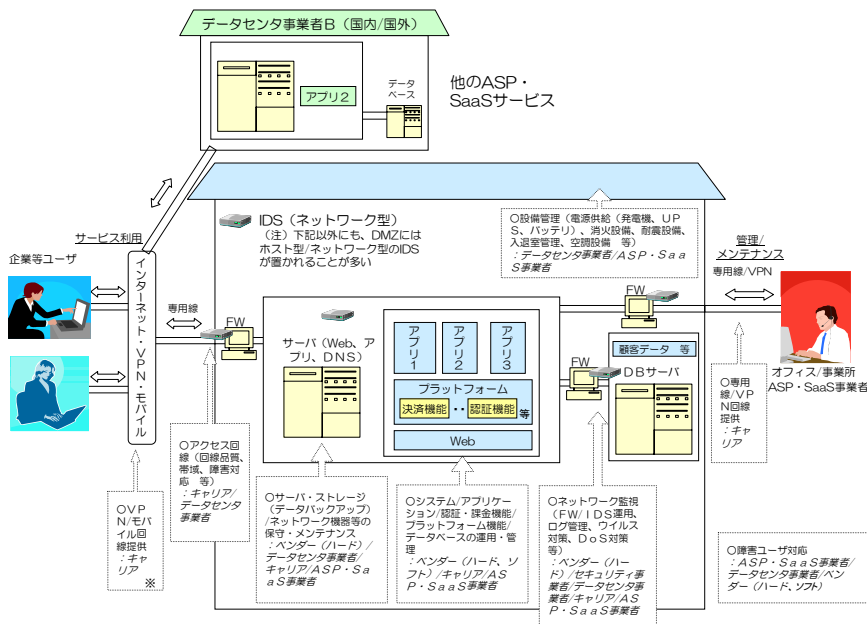 データセンタ事業者B（国内/国外）
アプリ2
データ
ベース
他のASP・
SaaSサービス
IDS（ネットワーク型）
（注）下記以外にも、DMZには
ホスト型/ネットワーク型のIDS
が置かれることが多い
○設備管理（電源供給（発電機、UP
S、バッテリ）、消火設備、耐震設備、
入退室管理、空調設備　等）
：データセンタ事業者/ASP・Saa
S事業者
サービス利用
企業等ユーザ
インターネット・VPN・モバイル
専用線
FW
サーバ（Web、ア
プリ、DNS）
アプリ1
アプリ2
アプリ3
プラットフォーム
決済機能
・・
認証機能
等
Web
FW
FW
顧客データ　等
DBサーバ
管理/
メンテナンス
専用線/VPN
オフィス/事業所
ASP・SaaS事業者
○専用
線/VP
N回線
提供
：キャ
リア
○アクセス回
線（回線品質、
帯域、障害対
応　等）
：キャリア/
データセンタ
事業者
○VP
N/モバ
イル回
線提供
：キャ
リア
※
○サーバ・ストレージ
（データバックアップ）
/ネットワーク機器等の
保守・メンテナンス
：ベンダー（ハード）/
データセンタ事業者/
キャリア/ASP・Sa
aS事業者
○システム/アプリケー
ション/認証・課金機能/
プラットフォーム機能/
データベースの運用・管
理
：ベンダー（ハード、ソ
フト）/キャリア/AS
P・SaaS事業者
○ネットワーク監視
（FW/IDS運用、
ログ管理、ウイルス
対策、DoS対策
等）
：ベンダー（ハー
ド）/セキュリティ事
業者/データセンタ事
業者/キャリア/AS
P・SaaS事業者
○障害ユーザ対応
：ASP・SaaS事業者/
データセンタ事業者/ベン
ダー（ハード、ソフト）